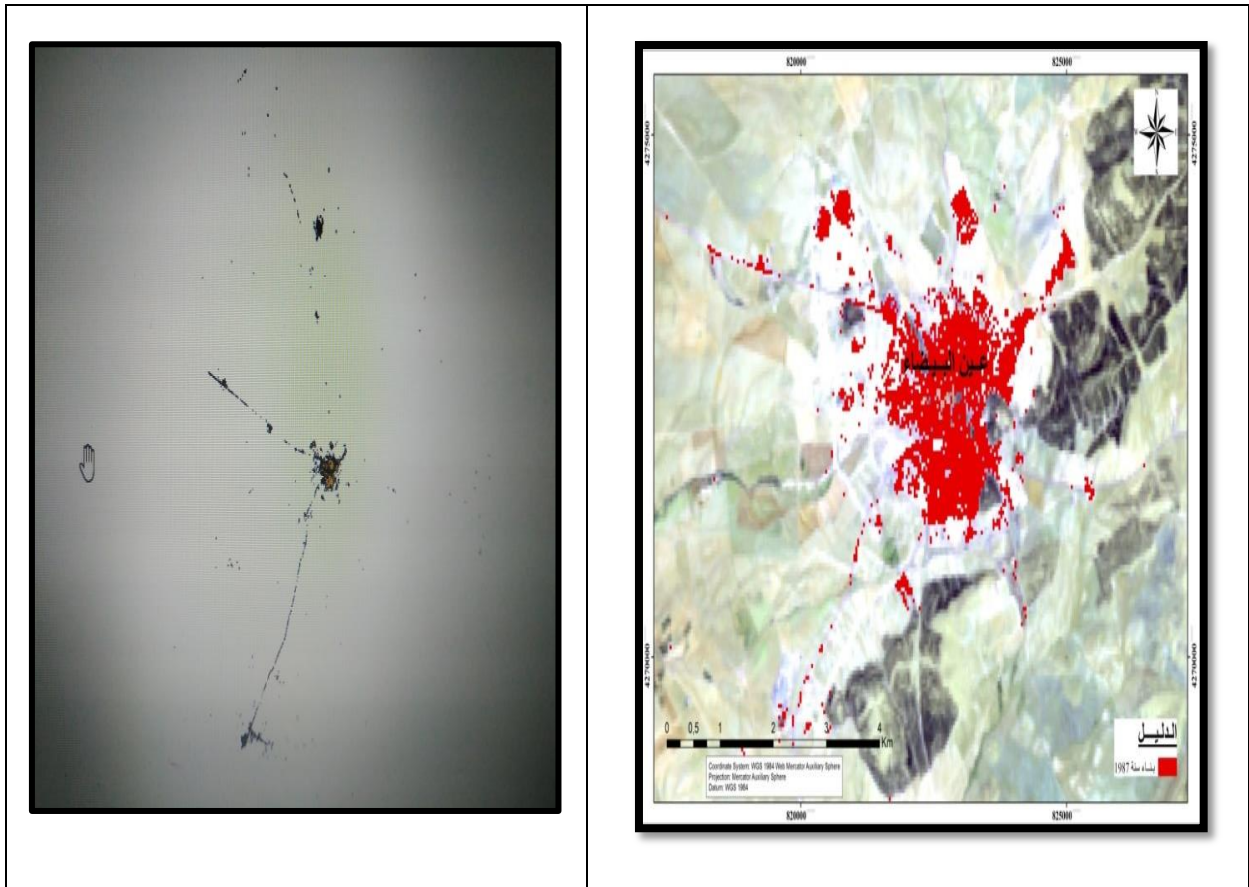 820000 825000
4275000 4275000
عين البيضاء
4270000 4270000
0 0,5 1 2 3 4
Km
Coordinate System: WGS 1984 Web Mercator Auxiliary Sphere
Projection: Mercator Auxiliary Sphere
Datum: WGS 1984
الدليل
بناء سنة 1987
820000 825000